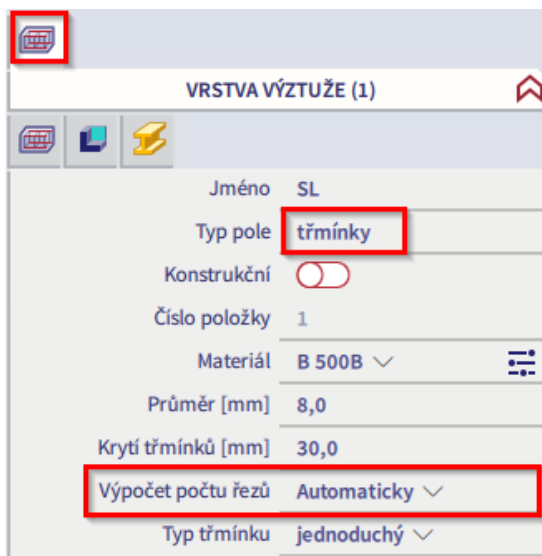 VRSTVA VÝZTUŽE (1)
Jméno SL
Typ pole třmínky
Konstrukční
Číslo položky 1
Materiál B 500B
Průměr [mm] 8,0
Krytí třmínků [mm] 30,0
Výpočet počtu řezů Automaticky
Typ třmínku jednoduchý